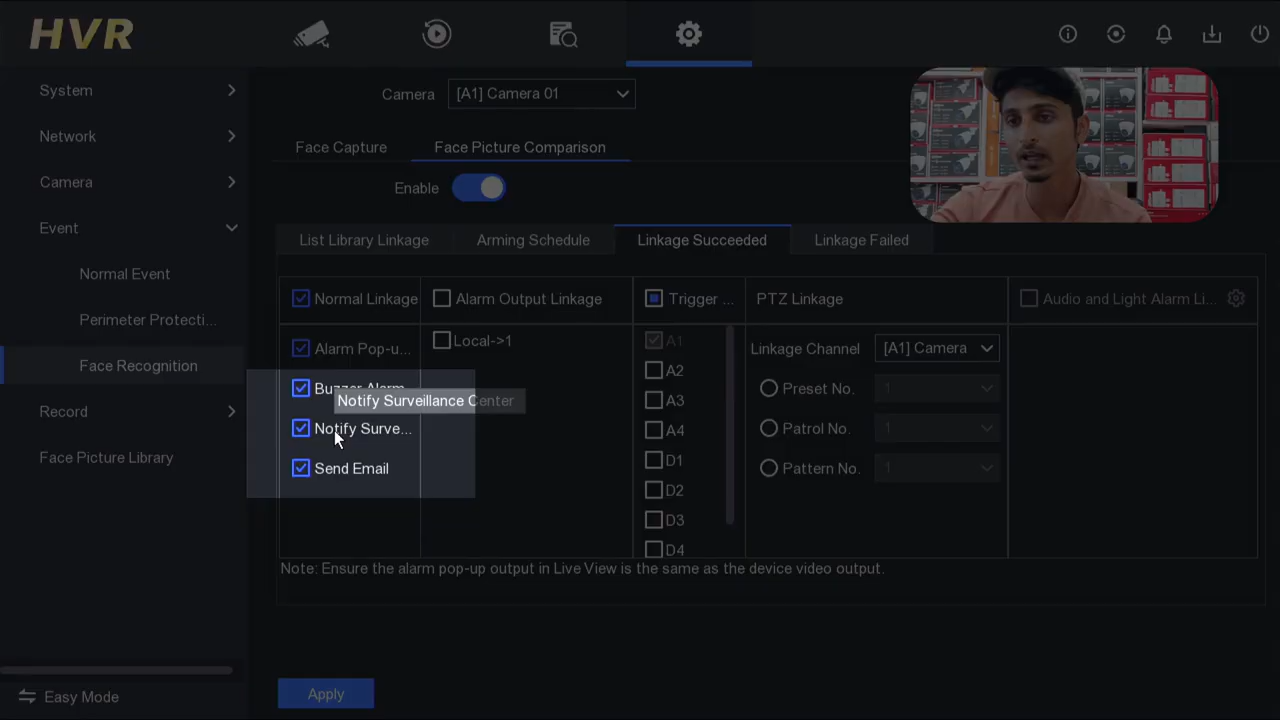 HVR
System
Network
Camera
Event
Normal Event
Perimeter Protecti...
Face Recognition
Record
Face Picture Library
Easy Mode
Camera [A1] Camera 01
Face Capture Face Picture Comparison
Enable
List Library Linkage Arming Schedule Linkage Succeeded Linkage Failed
Normal Linkage Alarm Output Linkage Trigger ... PTZ Linkage Audio and Light Alarm Li...
Alarm Pop-u...
Buzzer Alarm
Notify Surveillance Center
Notify Surve...
Send Email
Local->1
A1
A2
A3
A4
D1
D2
D3
D4
Linkage Channel [A1] Camera
Preset No. 1
Patrol No. 1
Pattern No. 1
Note: Ensure the alarm pop-up output in Live View is the same as the device video output.
Apply